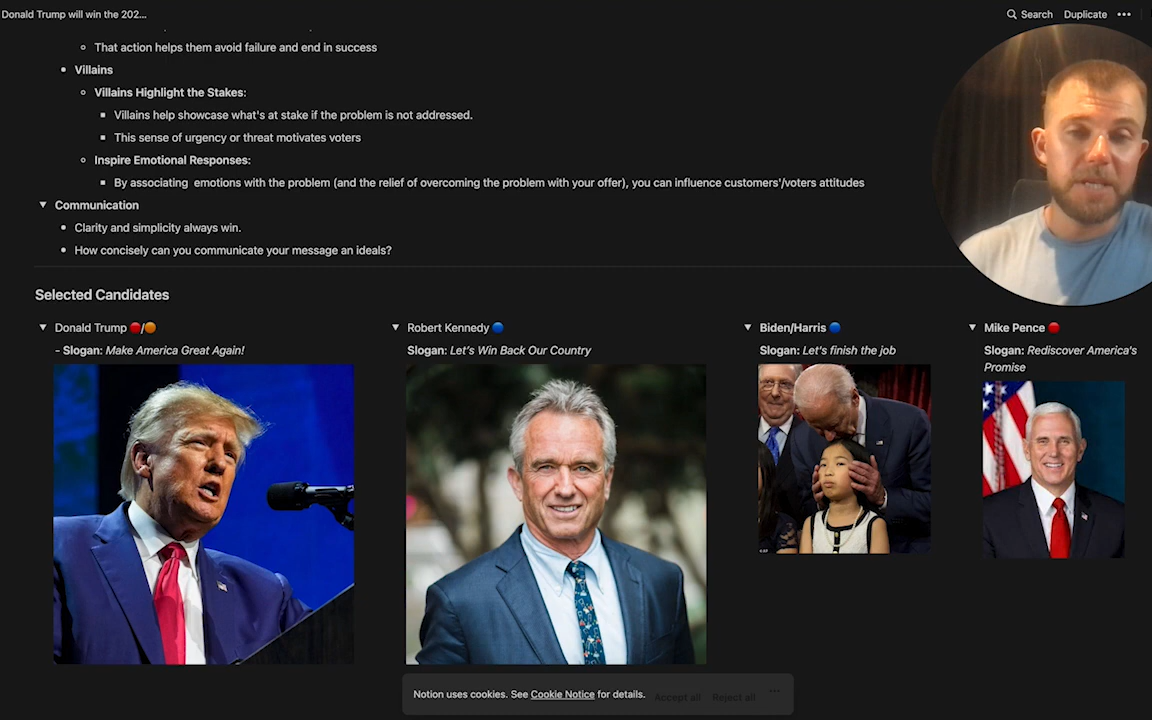 Donald Trump will win the 202...
Search Duplicate
That action helps them avoid failure and end in success
Villains
Villains Highlight the Stakes:
Villains help showcase what's at stake if the problem is not addressed.
This sense of urgency or threat motivates voters
Inspire Emotional Responses:
By associating emotions with the problem (and the relief of overcoming the problem with your offer), you can influence customers'/voters attitudes
Communication
Clarity and simplicity always win.
How concisely can you communicate your message an ideals?
Selected Candidates
Donald Trump 🔴/🟠
- Slogan: Make America Great Again!
Robert Kennedy 🔵
Slogan: Let's Win Back Our Country
Biden/Harris 🔵
Slogan: Let's finish the job
Mike Pence 🔴
Slogan: Rediscover America's
Promise
Notion uses cookies. See Cookie Notice for details. Accept all Reject all